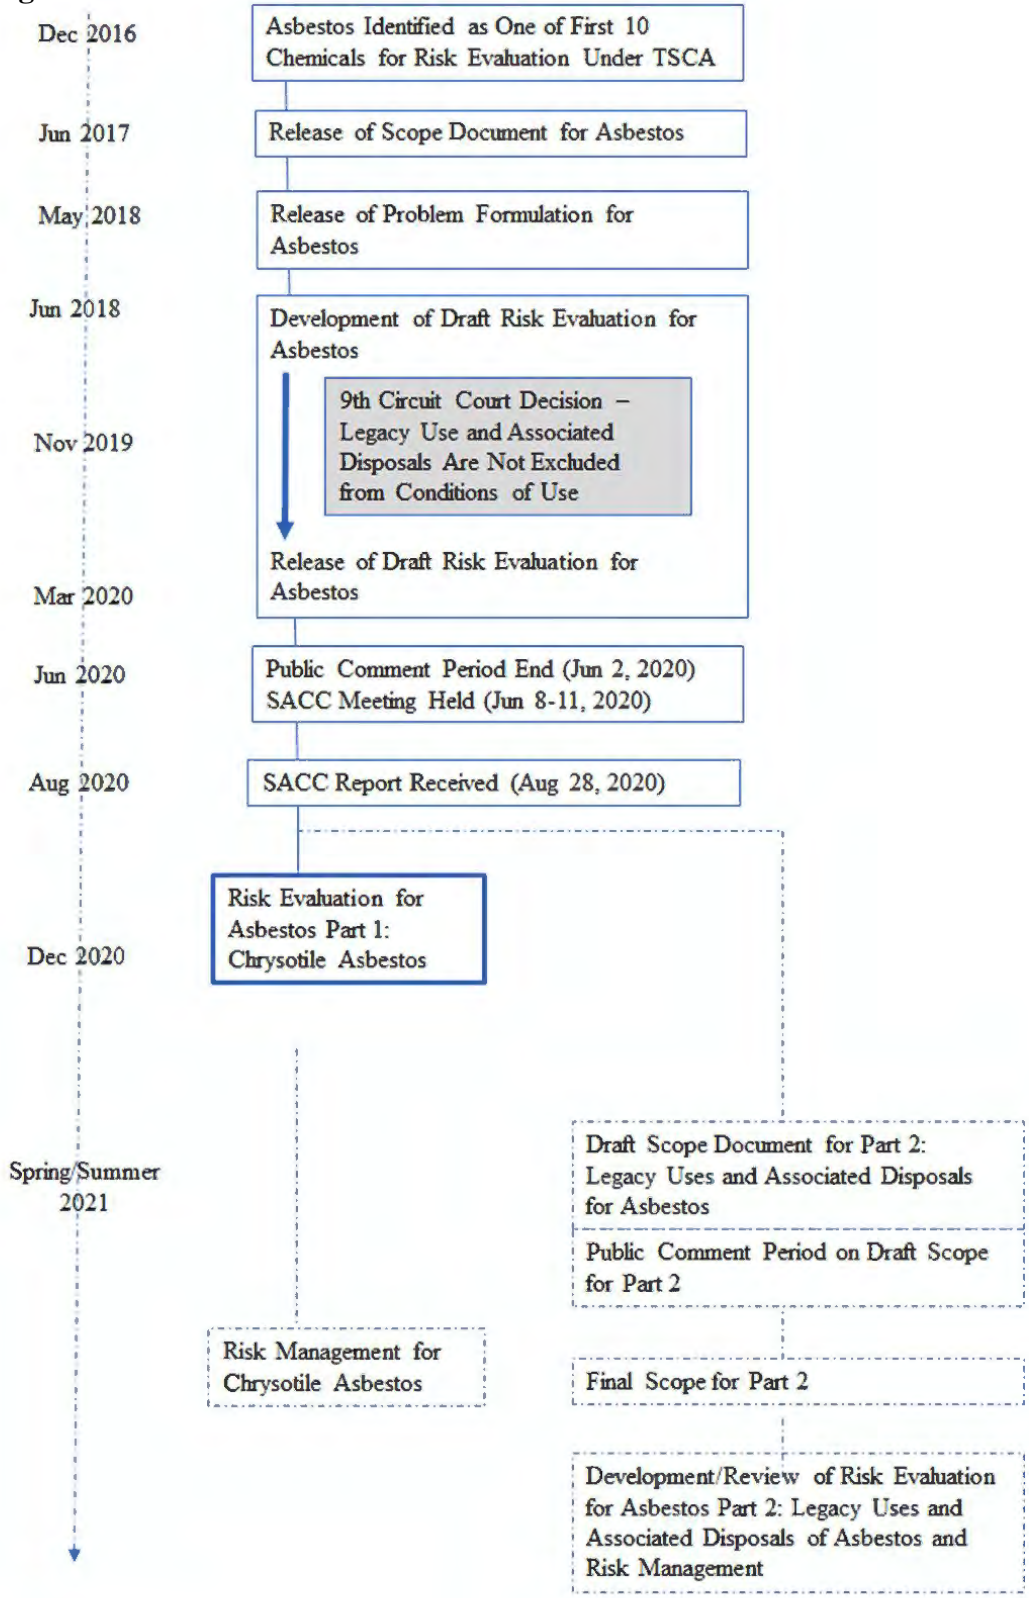 Dec 2016
Asbestos Identified as One of First 10
Chemicals for Risk Evaluation Under TSCA
Jun 2017
Release of Scope Document for Asbestos
May 2018
Release of Problem Formulation for
Asbestos
Jun 2018
Development of Draft Risk Evaluation for
Asbestos
Nov 2019
9th Circuit Court Decision –
Legacy Use and Associated
Disposals Are Not Excluded
from Conditions of Use
Release of Draft Risk Evaluation for
Asbestos
Mar 2020
Jun 2020
Public Comment Period End (Jun 2, 2020)
SACC Meeting Held (Jun 8-11, 2020)
Aug 2020
SACC Report Received (Aug 28, 2020)
Risk Evaluation for
Asbestos Part 1:
Chrysotile Asbestos
Dec 2020
Spring/Summer
2021
Draft Scope Document for Part 2:
Legacy Uses and Associated Disposals
for Asbestos
Public Comment Period on Draft Scope
for Part 2
Risk Management for
Chrysotile Asbestos
Final Scope for Part 2
Development/Review of Risk Evaluation
for Asbestos Part 2: Legacy Uses and
Associated Disposals of Asbestos and
Risk Management